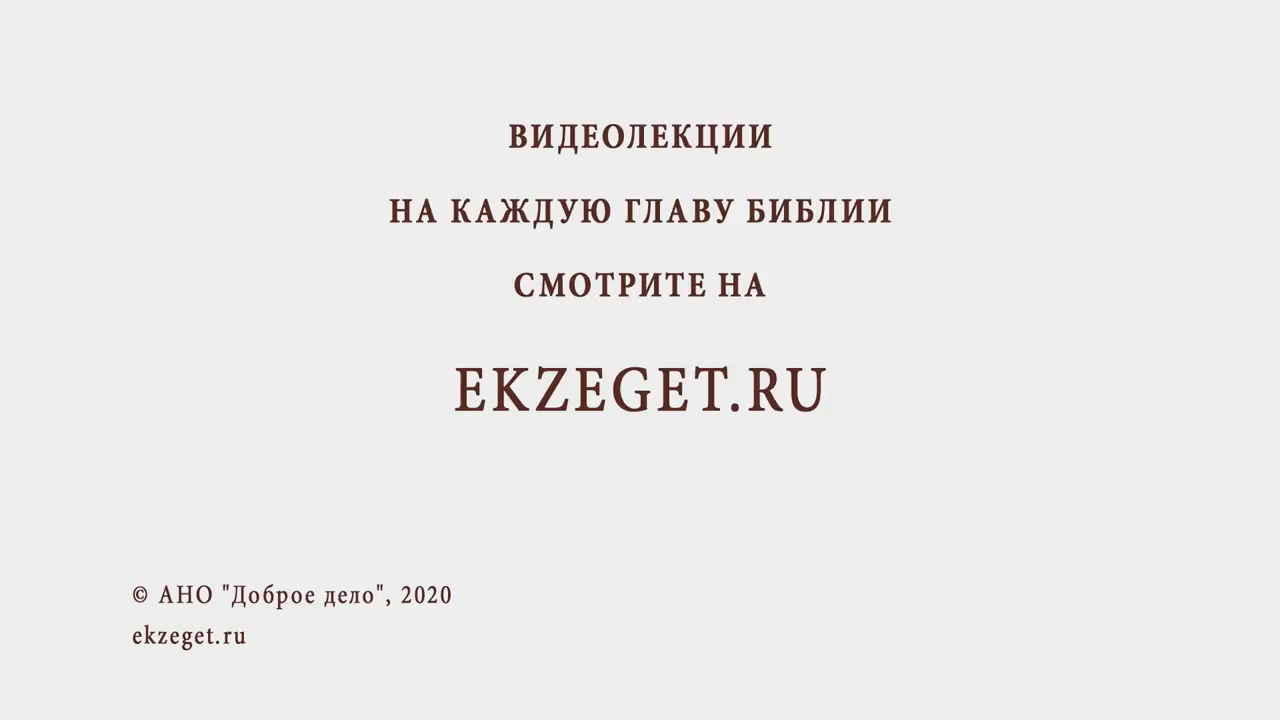 ВИДЕОЛЕКЦИИ
НА КАЖДУЮ ГЛАВУ БИБЛИИ
СМОТРИТЕ НА
EKZEGET.RU
© АНО "Доброе дело", 2020
ekzeget.ru